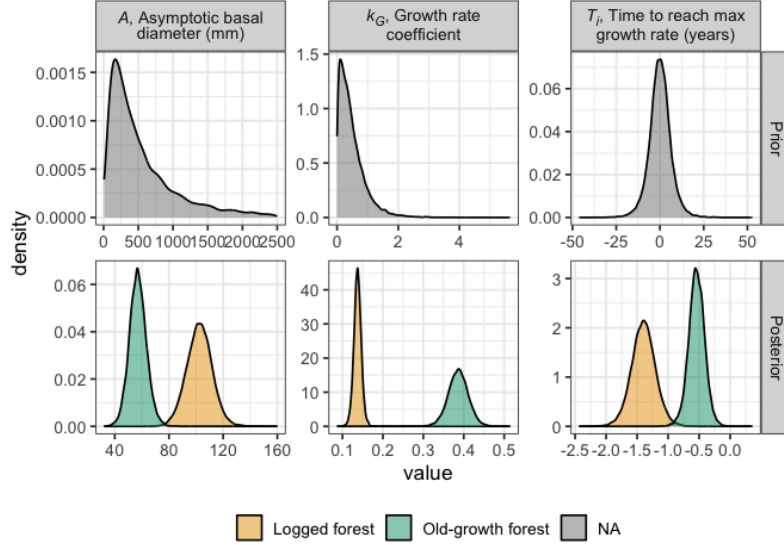 A, Asymptotic basal
diameter (mm)
kG, Growth rate
coefficient
Ti, Time to reach max
growth rate (years)
0.0015
0.0010
0.0005
0.0000
0 500 1000 1500 2000 2500
1.5
1.0
0.5
0.0
0 2 4
0.06
0.04
0.02
0.00
-50 -25 0 25 50
Prior
density
0.06
0.04
0.02
0.00
40 80 120 160
40
30
20
10
0
0.1 0.2 0.3 0.4 0.5
3
2
1
0
-2.5 -2.0 -1.5 -1.0 -0.5 0.0
Posterior
value
Logged forest Old-growth forest NA